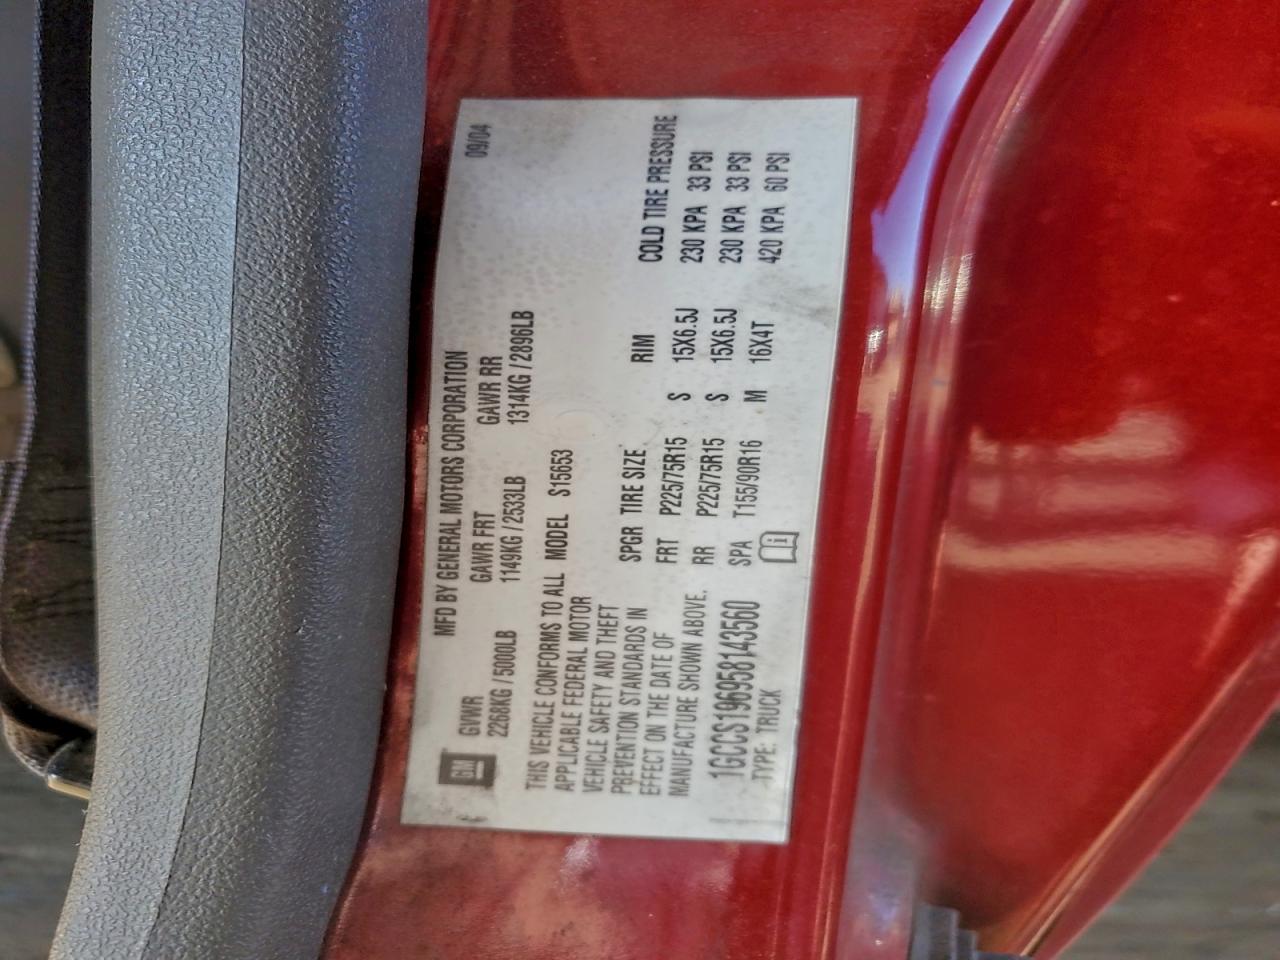 MFD BY GENERAL MOTORS CORPORATION 09/04
GM
GVWR GAWR FRT GAWR RR
2268KG / 5000LB 1149KG / 2533LB 1314KG / 2896LB
THIS VEHICLE CONFORMS TO ALL
APPLICABLE FEDERAL MOTOR
VEHICLE SAFETY AND THEFT
PREVENTION STANDARDS IN
EFFECT ON THE DATE OF
MANUFACTURE SHOWN ABOVE.
1GCCS196958143560
TYPE: TRUCK
MODEL S15653
SPGR TIRE SIZE RIM COLD TIRE PRESSURE
FRT P225/75R15 S 15X6.5J 230 KPA 33 PSI
RR P225/75R15 S 15X6.5J 230 KPA 33 PSI
SPA T155/90R16 M 16X4T 420 KPA 60 PSI